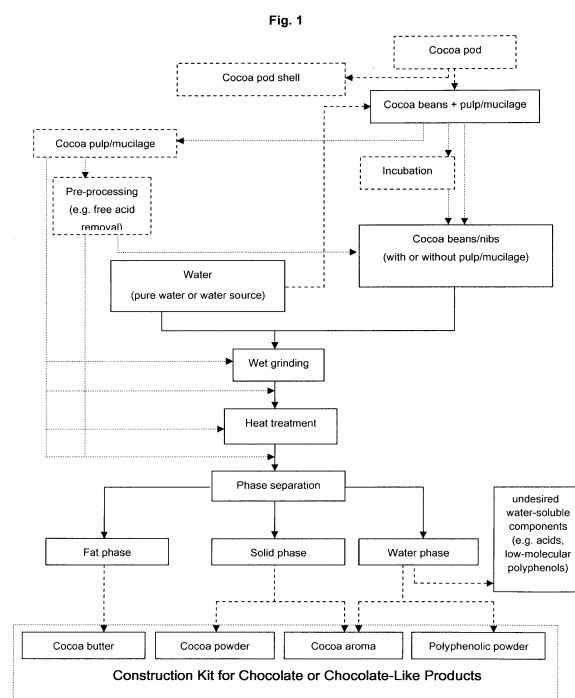 Fig. 1
Cocoa pod
Cocoa pod shell
Cocoa beans + pulp/mucilage
Cocoa pulp/mucilage
Incubation
Pre-processing
(e.g. free acid
removal)
Cocoa beans/nibs
(with or without pulp/mucilage)
Water
(pure water or water source)
Wet grinding
Heat treatment
Phase separation
undesired
water-soluble
components
(e.g. acids,
low-molecular
polyphenols)
Fat phase
Solid phase
Water phase
Cocoa butter
Cocoa powder
Cocoa aroma
Polyphenolic powder
Construction Kit for Chocolate or Chocolate-Like Products